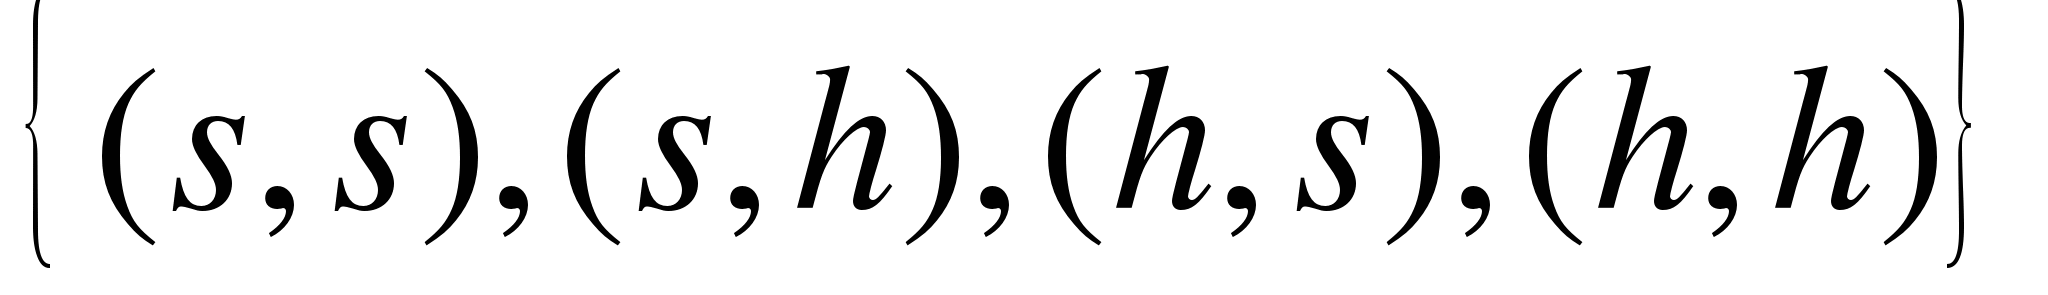 {(s, s), (s, h), (h, s), (h, h)}